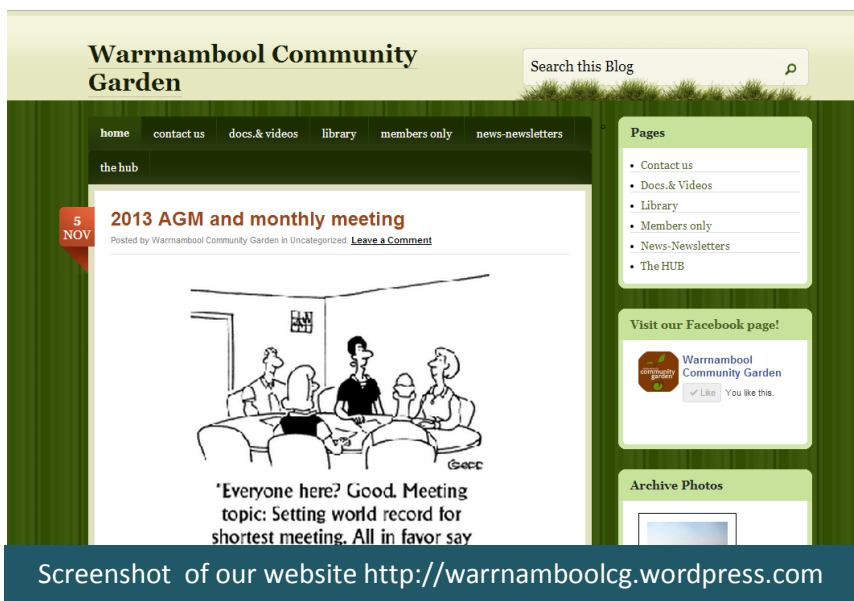 Warrnambool Community
Garden
Search this Blog
home contact us docs.& videos library members only news-newsletters
the hub
5
NOV
2013 AGM and monthly meeting
Posted by Warrnambool Community Garden in Uncategorized. Leave a Comment
Geec
"Everyone here? Good. Meeting
topic: Setting world record for
shortest meeting. All in favor say
Pages
Contact us
Docs.& Videos
Library
Members only
News-Newsletters
The HUB
Visit our Facebook page!
community
garden
Warrnambool
Community Garden
Like You like this.
Archive Photos
Screenshot of our website http://warrnamboolcg.wordpress.com